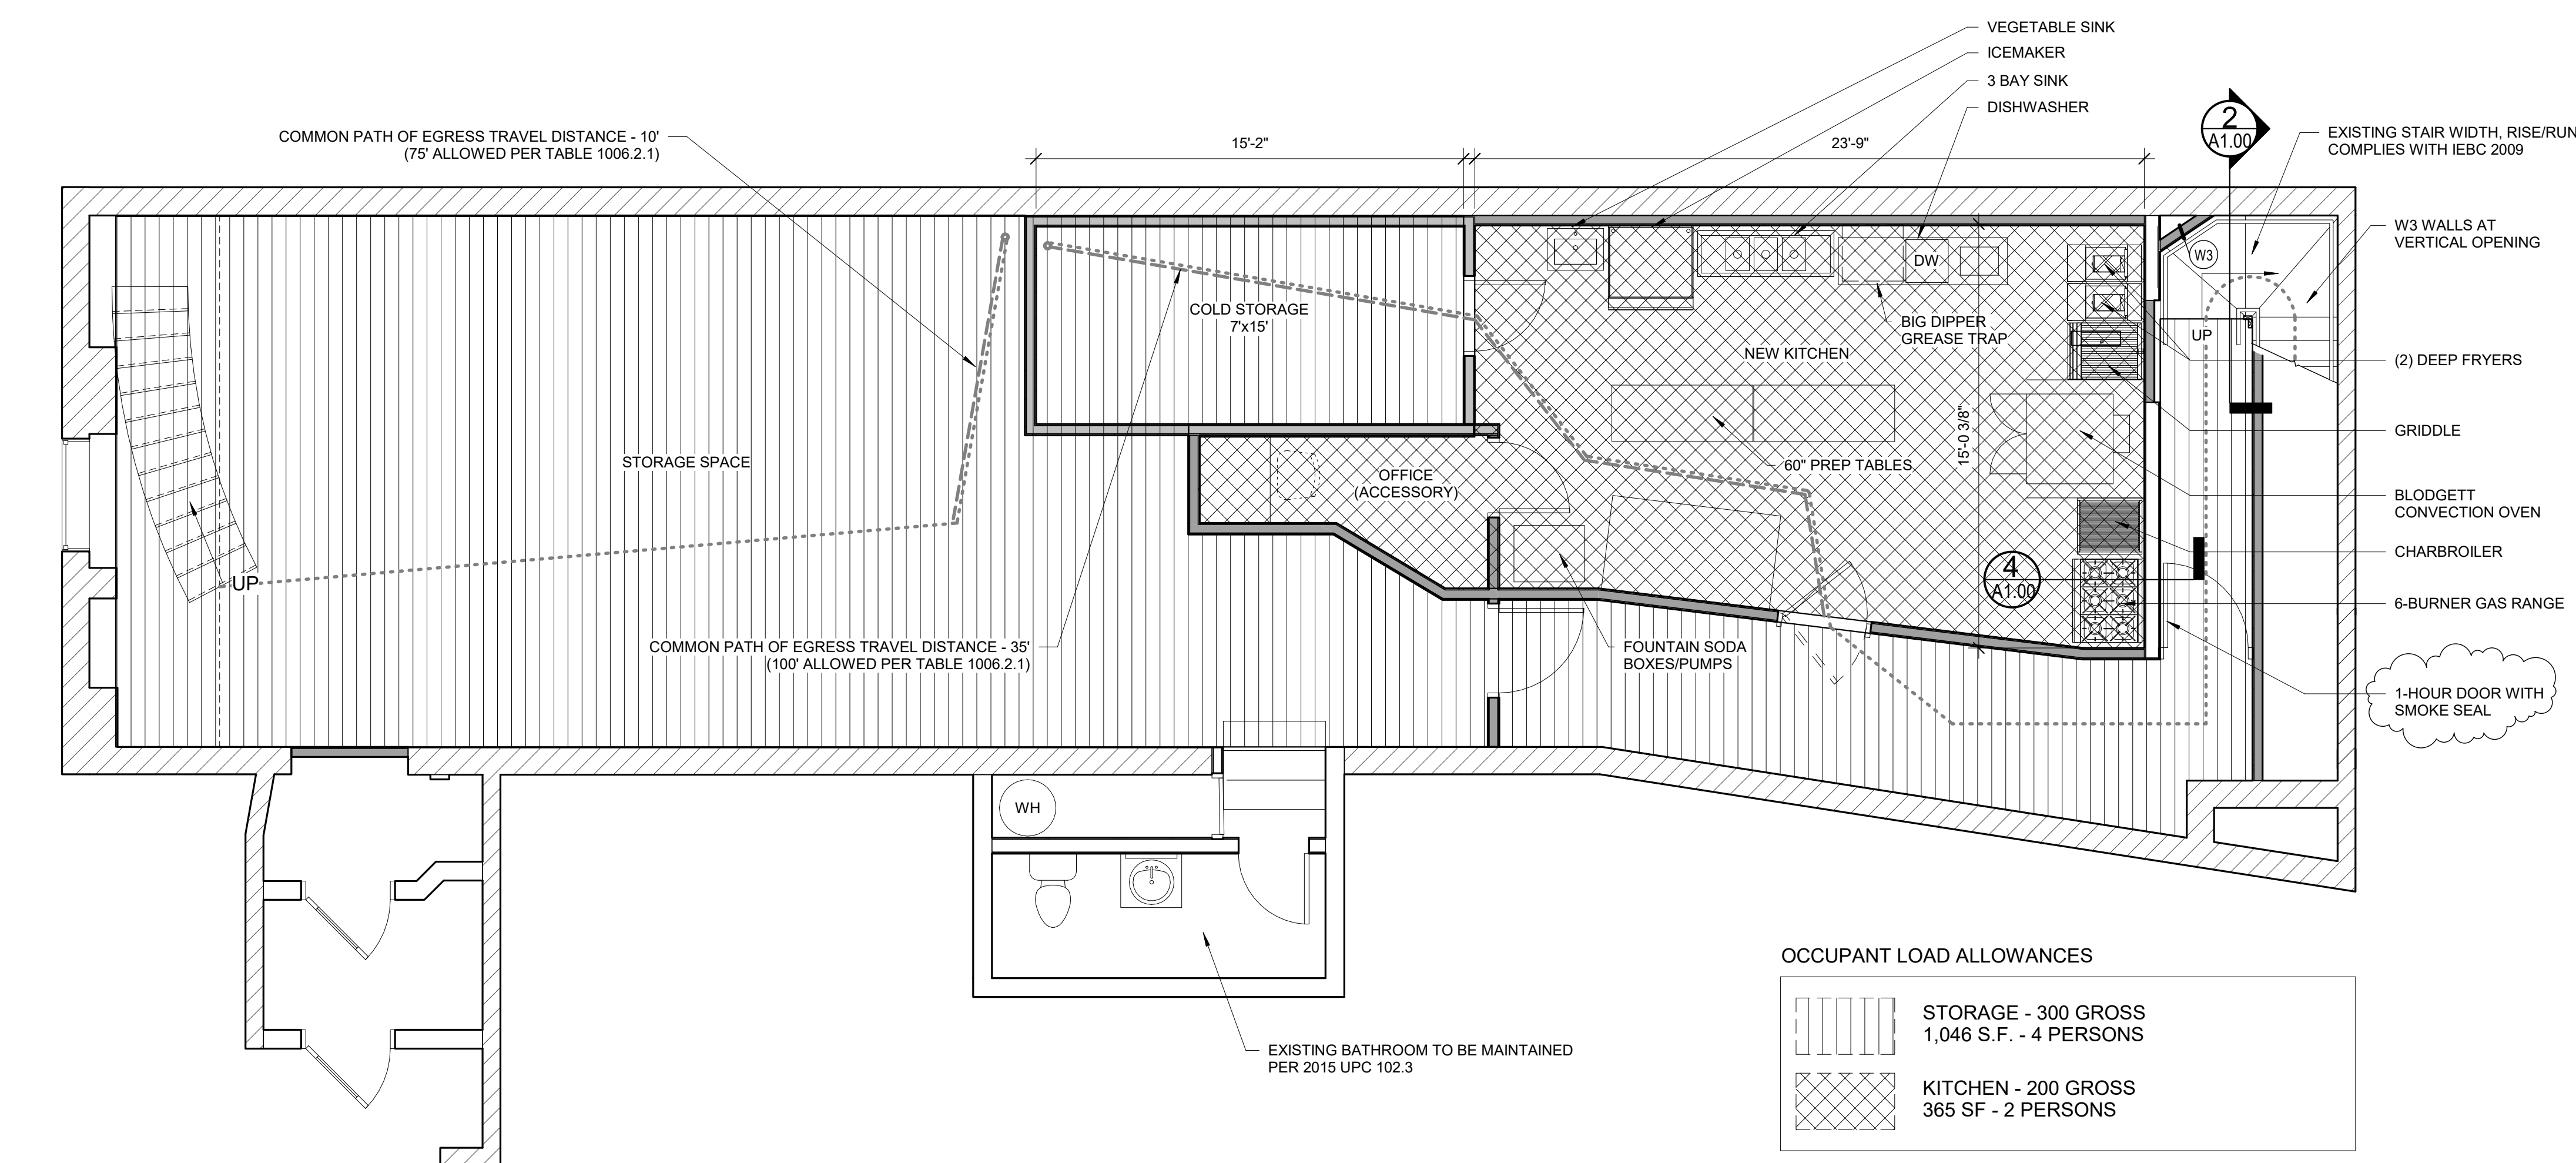 VEGETABLE SINK
ICEMAKER
3 BAY SINK
DISHWASHER
COMMON PATH OF EGRESS TRAVEL DISTANCE - 10'
(75' ALLOWED PER TABLE 1006.2.1)
15'-2"
23'-9"
2
A1.00
EXISTING STAIR WIDTH, RISE/RUN
COMPLIES WITH IEBC 2009
W3 WALLS AT
VERTICAL OPENING
W3
DW
COLD STORAGE
7'x15'
BIG DIPPER
GREASE TRAP
UP
NEW KITCHEN
(2) DEEP FRYERS
15'-0 3/8"
GRIDDLE
STORAGE SPACE
OFFICE
(ACCESSORY)
60" PREP TABLES
BLODGETT
CONVECTION OVEN
CHARBROILER
4
A1.00
UP
6-BURNER GAS RANGE
COMMON PATH OF EGRESS TRAVEL DISTANCE - 35'
(100' ALLOWED PER TABLE 1006.2.1)
FOUNTAIN SODA
BOXES/PUMPS
1-HOUR DOOR WITH
SMOKE SEAL
WH
OCCUPANT LOAD ALLOWANCES
STORAGE - 300 GROSS
1,046 S.F. - 4 PERSONS
EXISTING BATHROOM TO BE MAINTAINED
PER 2015 UPC 102.3
KITCHEN - 200 GROSS
365 SF - 2 PERSONS